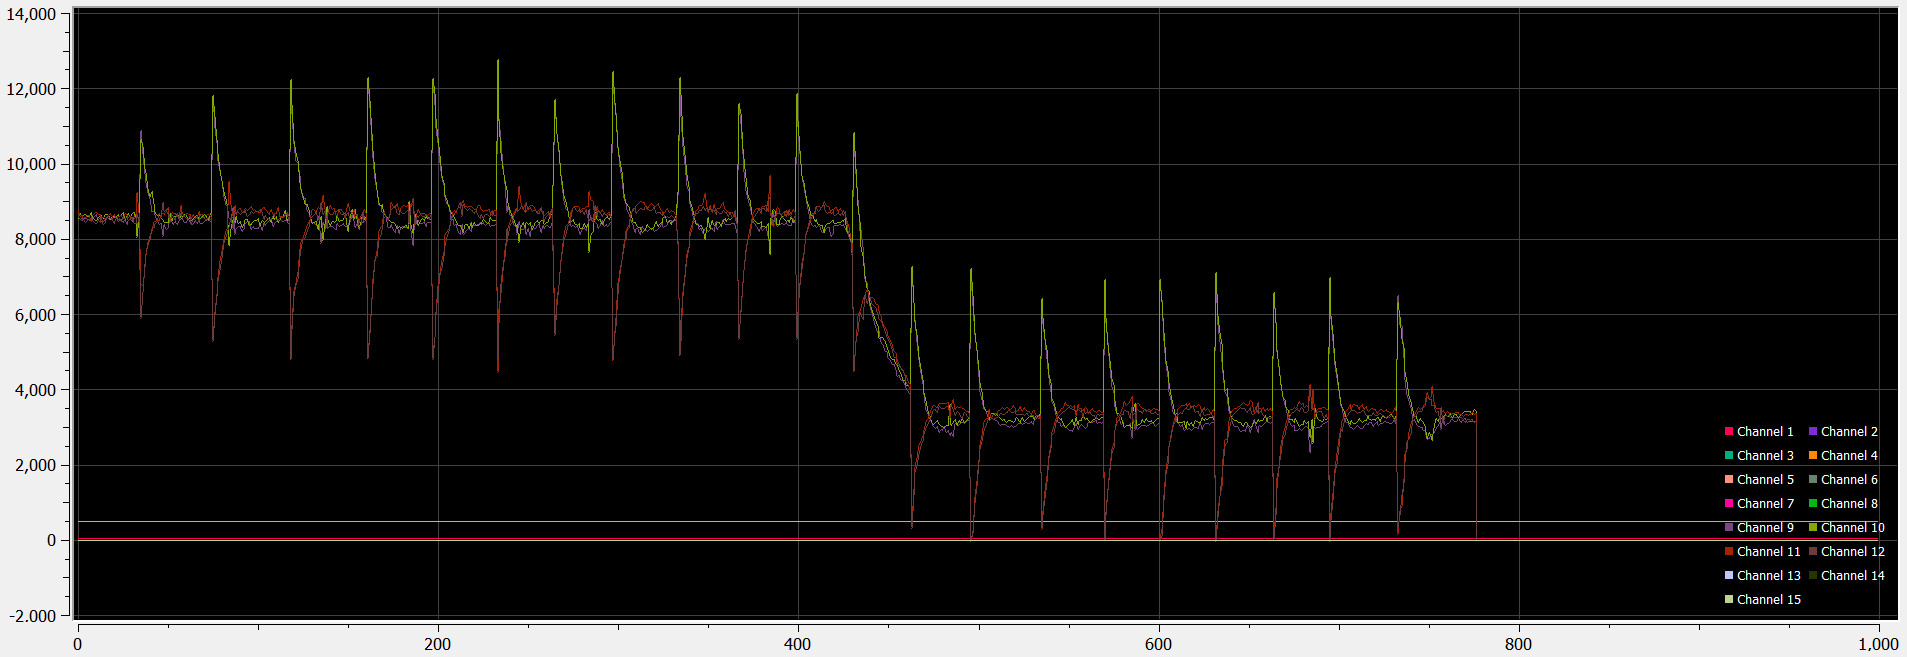 14,000
12,000
10,000
8,000
6,000
4,000
2,000
0
-2,000
0 200 400 600 800 1,000
Channel 1 Channel 2
Channel 3 Channel 4
Channel 5 Channel 6
Channel 7 Channel 8
Channel 9 Channel 10
Channel 11 Channel 12
Channel 13 Channel 14
Channel 15